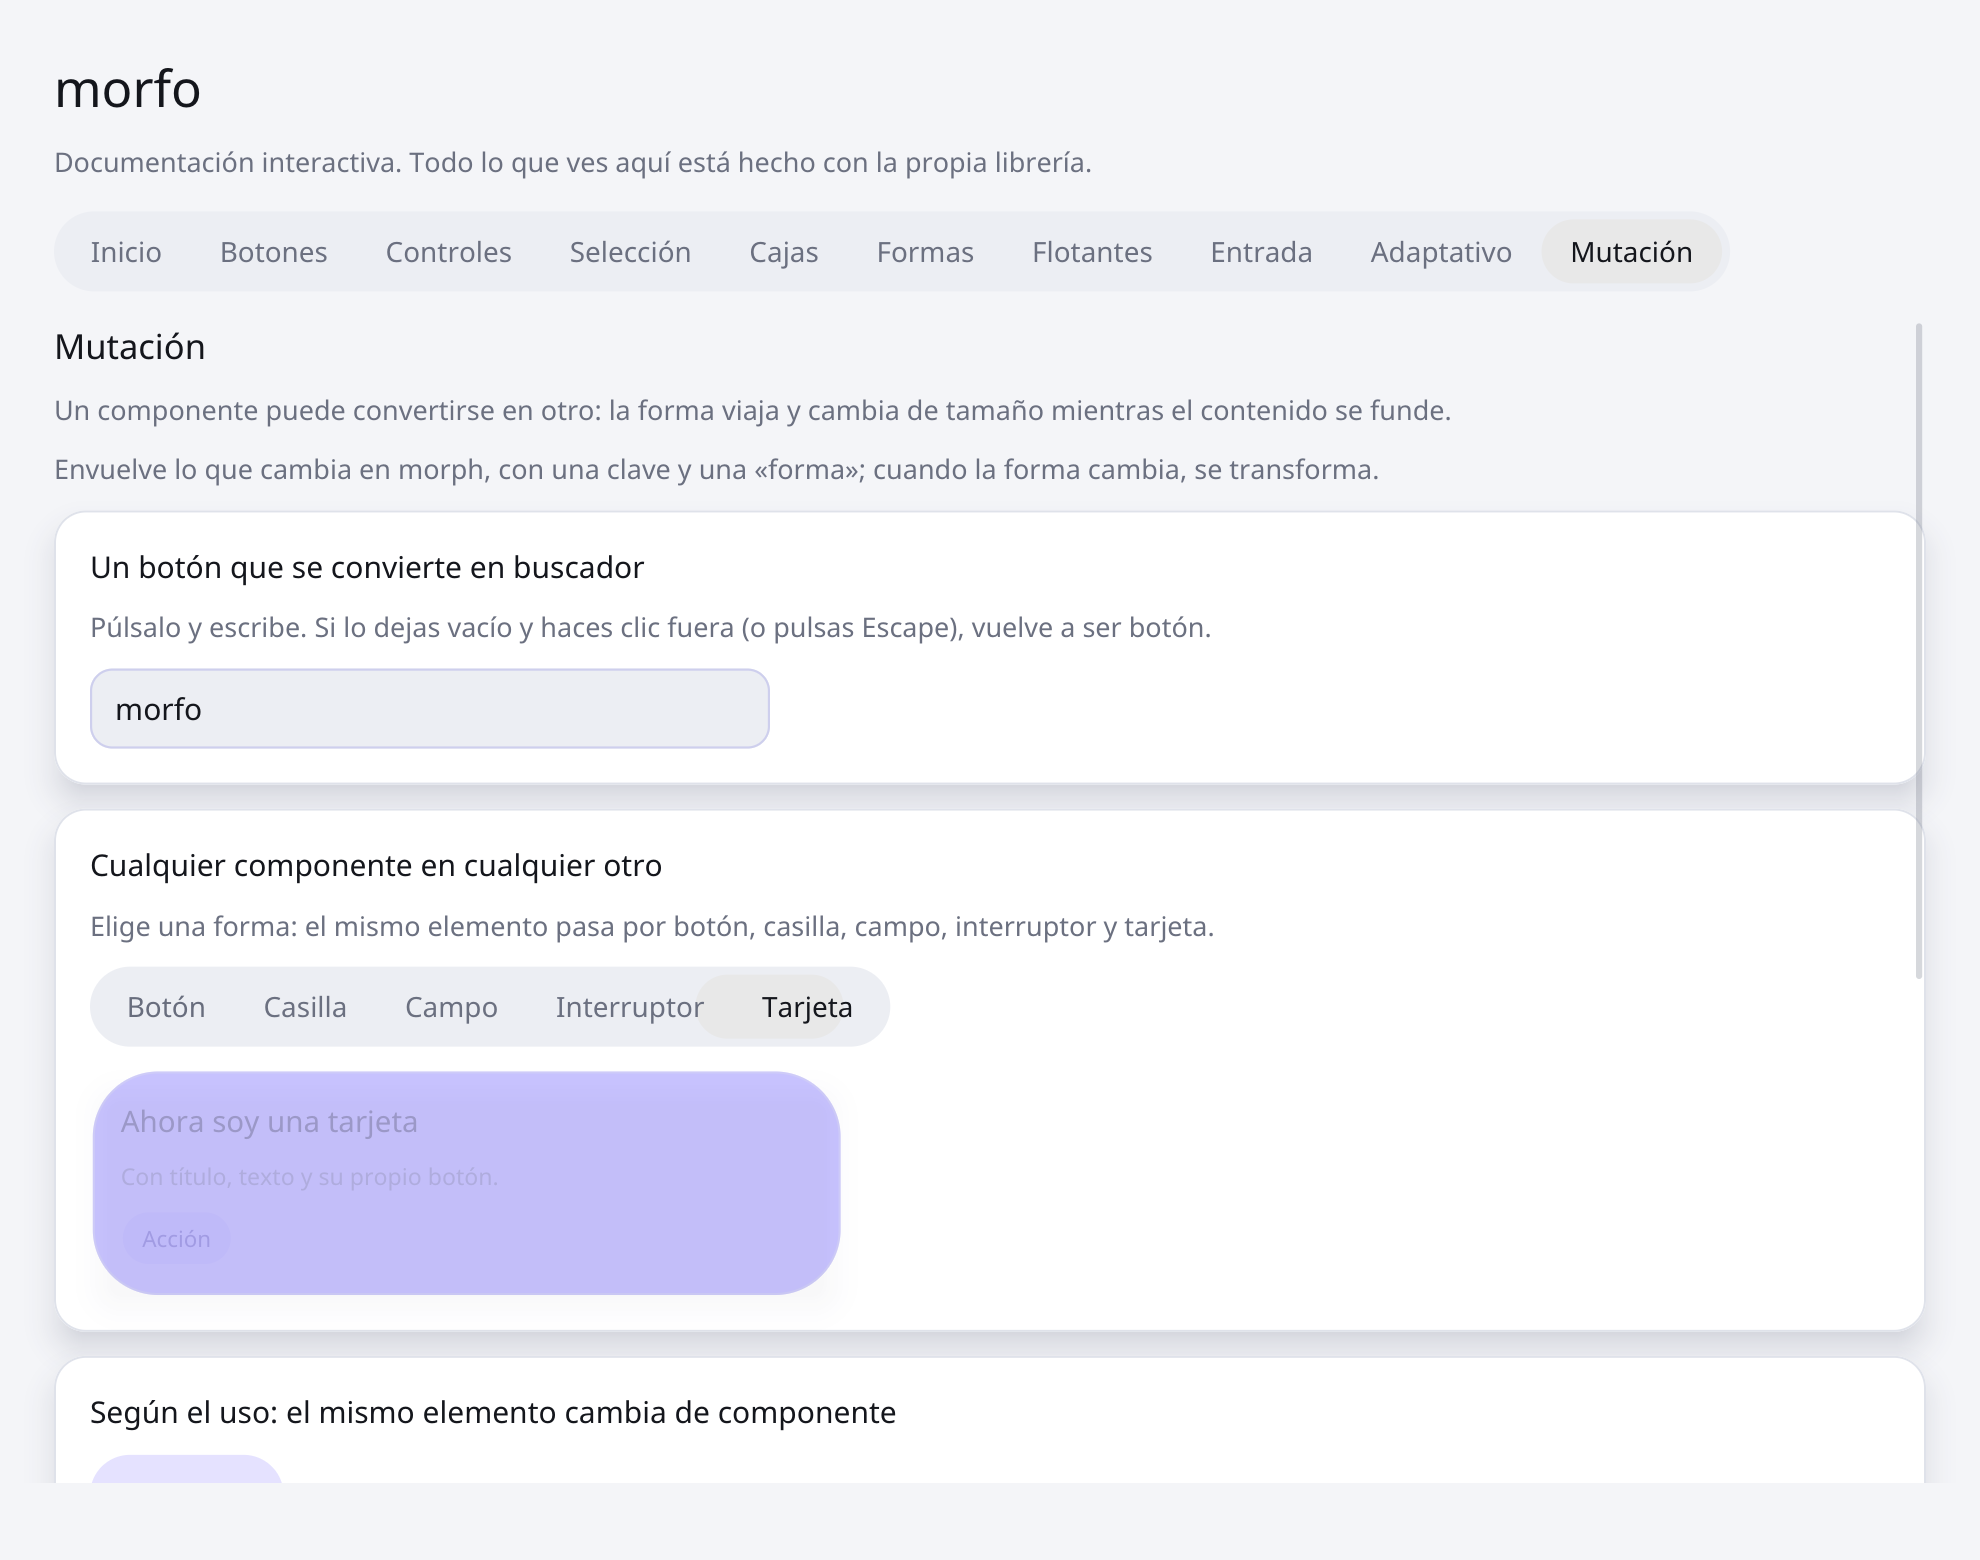 morfo
Documentación interactiva. Todo lo que ves aquí está hecho con la propia librería.
Inicio Botones Controles Selección Cajas Formas Flotantes Entrada Adaptativo Mutación
Mutación
Un componente puede convertirse en otro: la forma viaja y cambia de tamaño mientras el contenido se funde.
Envuelve lo que cambia en morph, con una clave y una «forma»; cuando la forma cambia, se transforma.
Un botón que se convierte en buscador
Púlsalo y escribe. Si lo dejas vacío y haces clic fuera (o pulsas Escape), vuelve a ser botón.
morfo
Cualquier componente en cualquier otro
Elige una forma: el mismo elemento pasa por botón, casilla, campo, interruptor y tarjeta.
Botón Casilla Campo Interruptor Tarjeta
Ahora soy una tarjeta
Con título, texto y su propio botón.
Acción
Según el uso: el mismo elemento cambia de componente